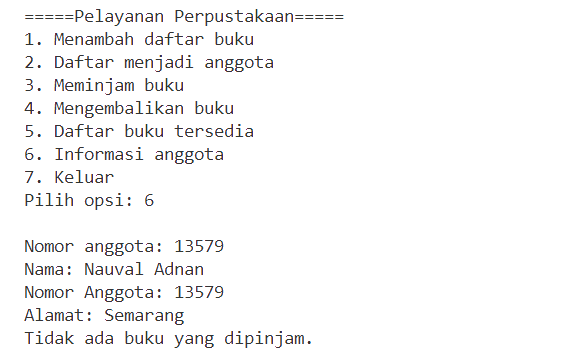 =====Pelayanan Perpustakaan=====
1. Menambah daftar buku
2. Daftar menjadi anggota
3. Meminjam buku
4. Mengembalikan buku
5. Daftar buku tersedia
6. Informasi anggota
7. Keluar
Pilih opsi: 6
Nomor anggota: 13579
Nama: Nauval Adnan
Nomor Anggota: 13579
Alamat: Semarang
Tidak ada buku yang dipinjam.